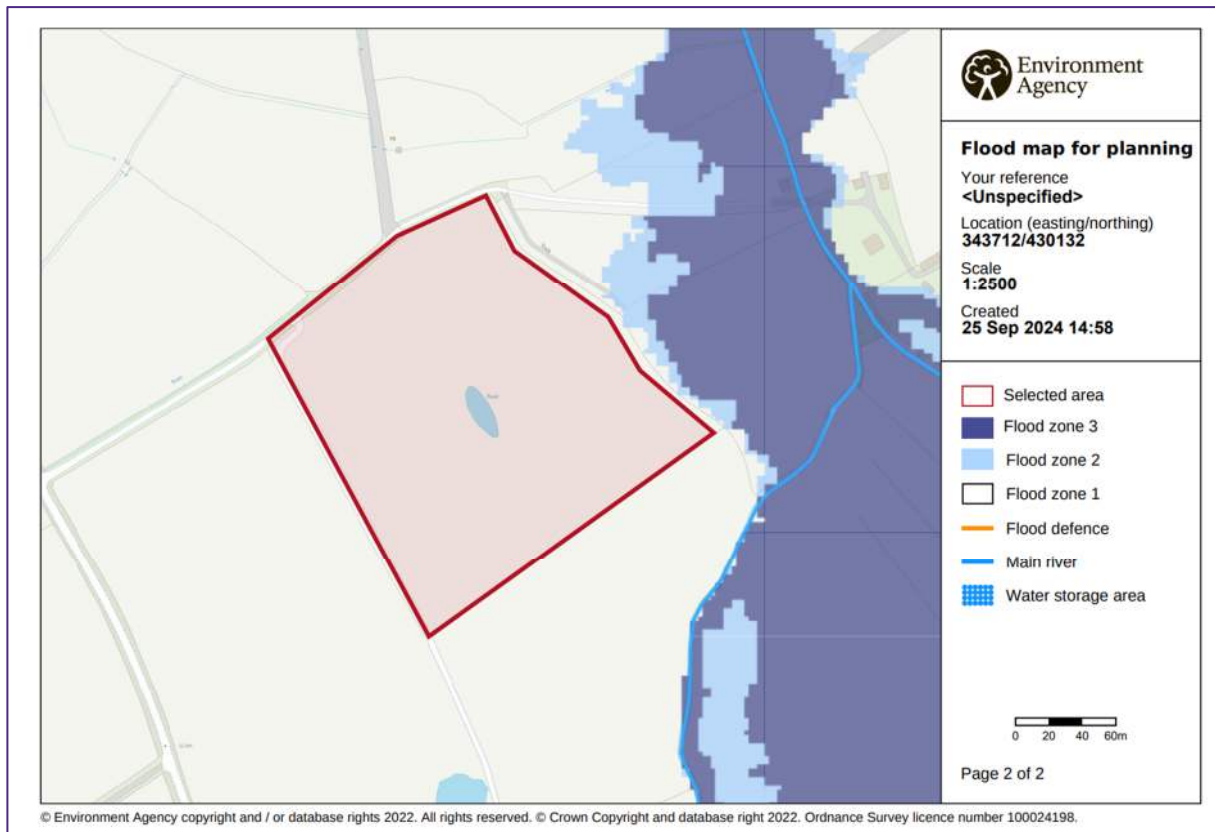 Environment
Agency
Flood map for planning
Your reference
<Unspecified>
Location (easting/northing)
343712/430132
Scale
1:2500
Created
25 Sep 2024 14:58
Selected area
Flood zone 3
Flood zone 2
Flood zone 1
Flood defence
Main river
Water storage area
0 20 40 60m
Page 2 of 2
© Environment Agency copyright and / or database rights 2022. All rights reserved. © Crown Copyright and database right 2022. Ordnance Survey licence number 100024198.